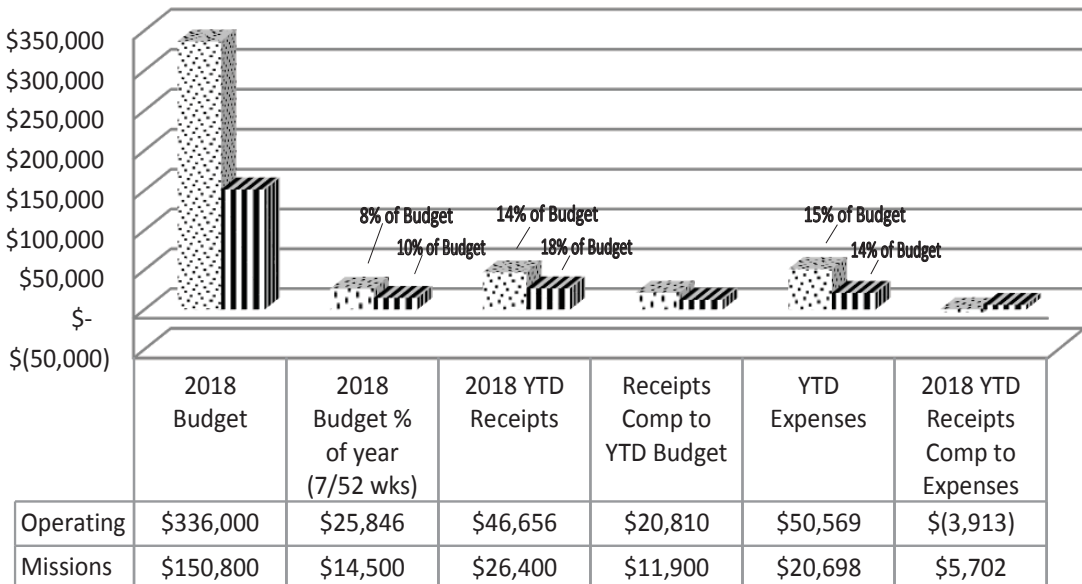 $350,000
$300,000
$250,000
$200,000
$150,000
$100,000
$50,000
$-
$(50,000)
8% of Budget
10% of Budget
14% of Budget
18% of Budget
15% of Budget
14% of Budget
2018
Budget
2018
Budget %
of year
(7/52 wks)
2018 YTD
Receipts
Receipts
Comp to
YTD Budget
YTD
Expenses
2018 YTD
Receipts
Comp to
Expenses
Operating $336,000 $25,846 $46,656 $20,810 $50,569 $(3,913)
Missions $150,800 $14,500 $26,400 $11,900 $20,698 $5,702